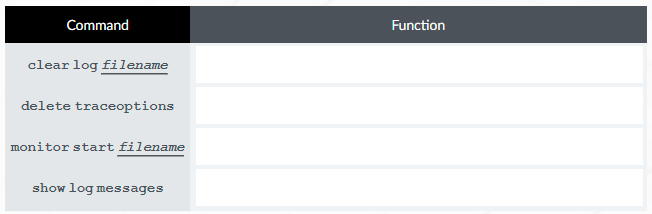 Command Function
clear log filename
delete traceoptions
monitor start filename
show log messages